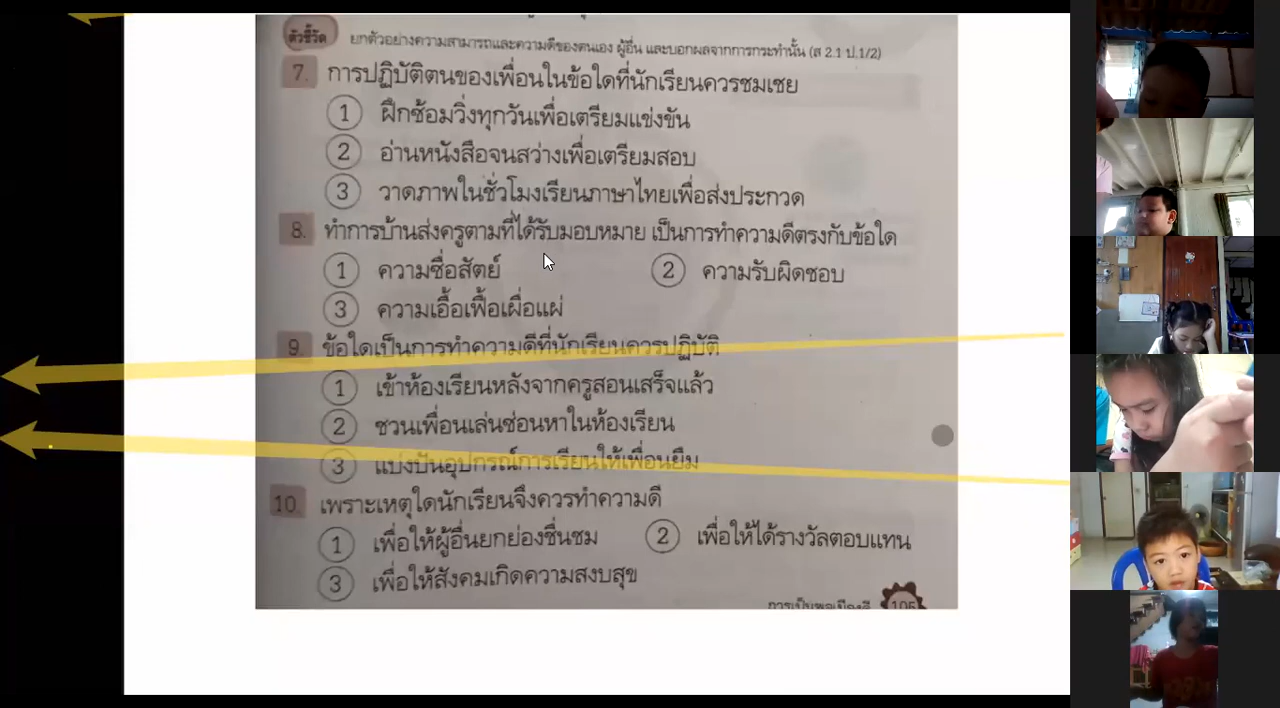 ตัวชี้วัด ยกตัวอย่างความสามารถและความดีของตนเอง ผู้อื่น และบอกผลจากการกระทำนั้น (ส 2.1 ป.1/2)
7. การปฏิบัติตนของเพื่อนในข้อใดที่นักเรียนควรชมเชย
1 ฝึกซ้อมวิ่งทุกวันเพื่อเตรียมแข่งขัน
2 อ่านหนังสือจนสว่างเพื่อเตรียมสอบ
3 วาดภาพในชั่วโมงเรียนภาษาไทยเพื่อส่งประกวด
8. ทำการบ้านส่งครูตามที่ได้รับมอบหมาย เป็นการทำความดีตรงกับข้อใด
1 ความซื่อสัตย์ 2 ความรับผิดชอบ
3 ความเอื้อเฟื้อเผื่อแผ่
9. ข้อใดเป็นการทำความดีที่นักเรียนควรปฏิบัติ
1 เข้าห้องเรียนหลังจากครูสอนเสร็จแล้ว
2 ชวนเพื่อนเล่นซ่อนหาในห้องเรียน
3 แบ่งปันอุปกรณ์การเรียนให้เพื่อนยืม
10. เพราะเหตุใดนักเรียนจึงควรทำความดี
1 เพื่อให้ผู้อื่นยกย่องชื่นชม 2 เพื่อให้ได้รางวัลตอบแทน
3 เพื่อให้สังคมเกิดความสงบสุข
การเป็นพลเมืองดี 105